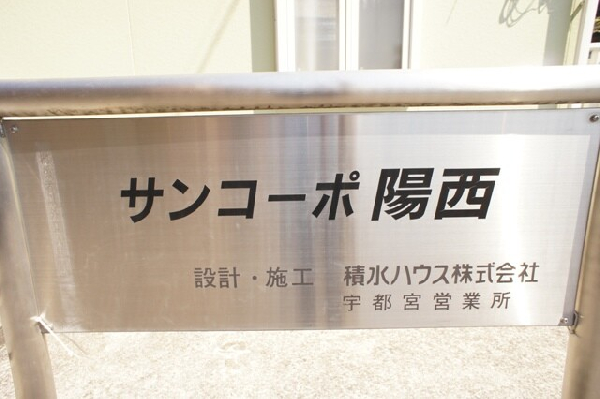 サンコーポ 陽西
設計・施工 積水ハウス株式会社
宇都宮営業所